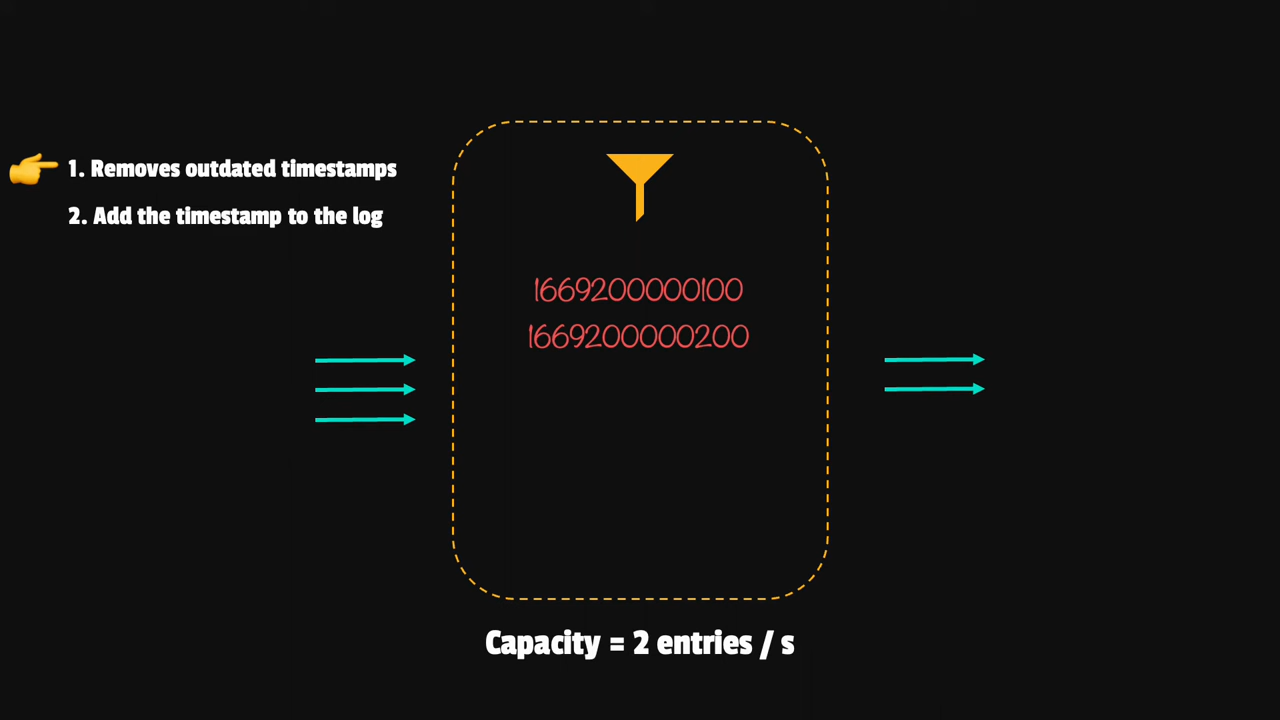 1. Removes outdated timestamps
2. Add the timestamp to the log
1669200000100
1669200000200
Capacity = 2 entries / s